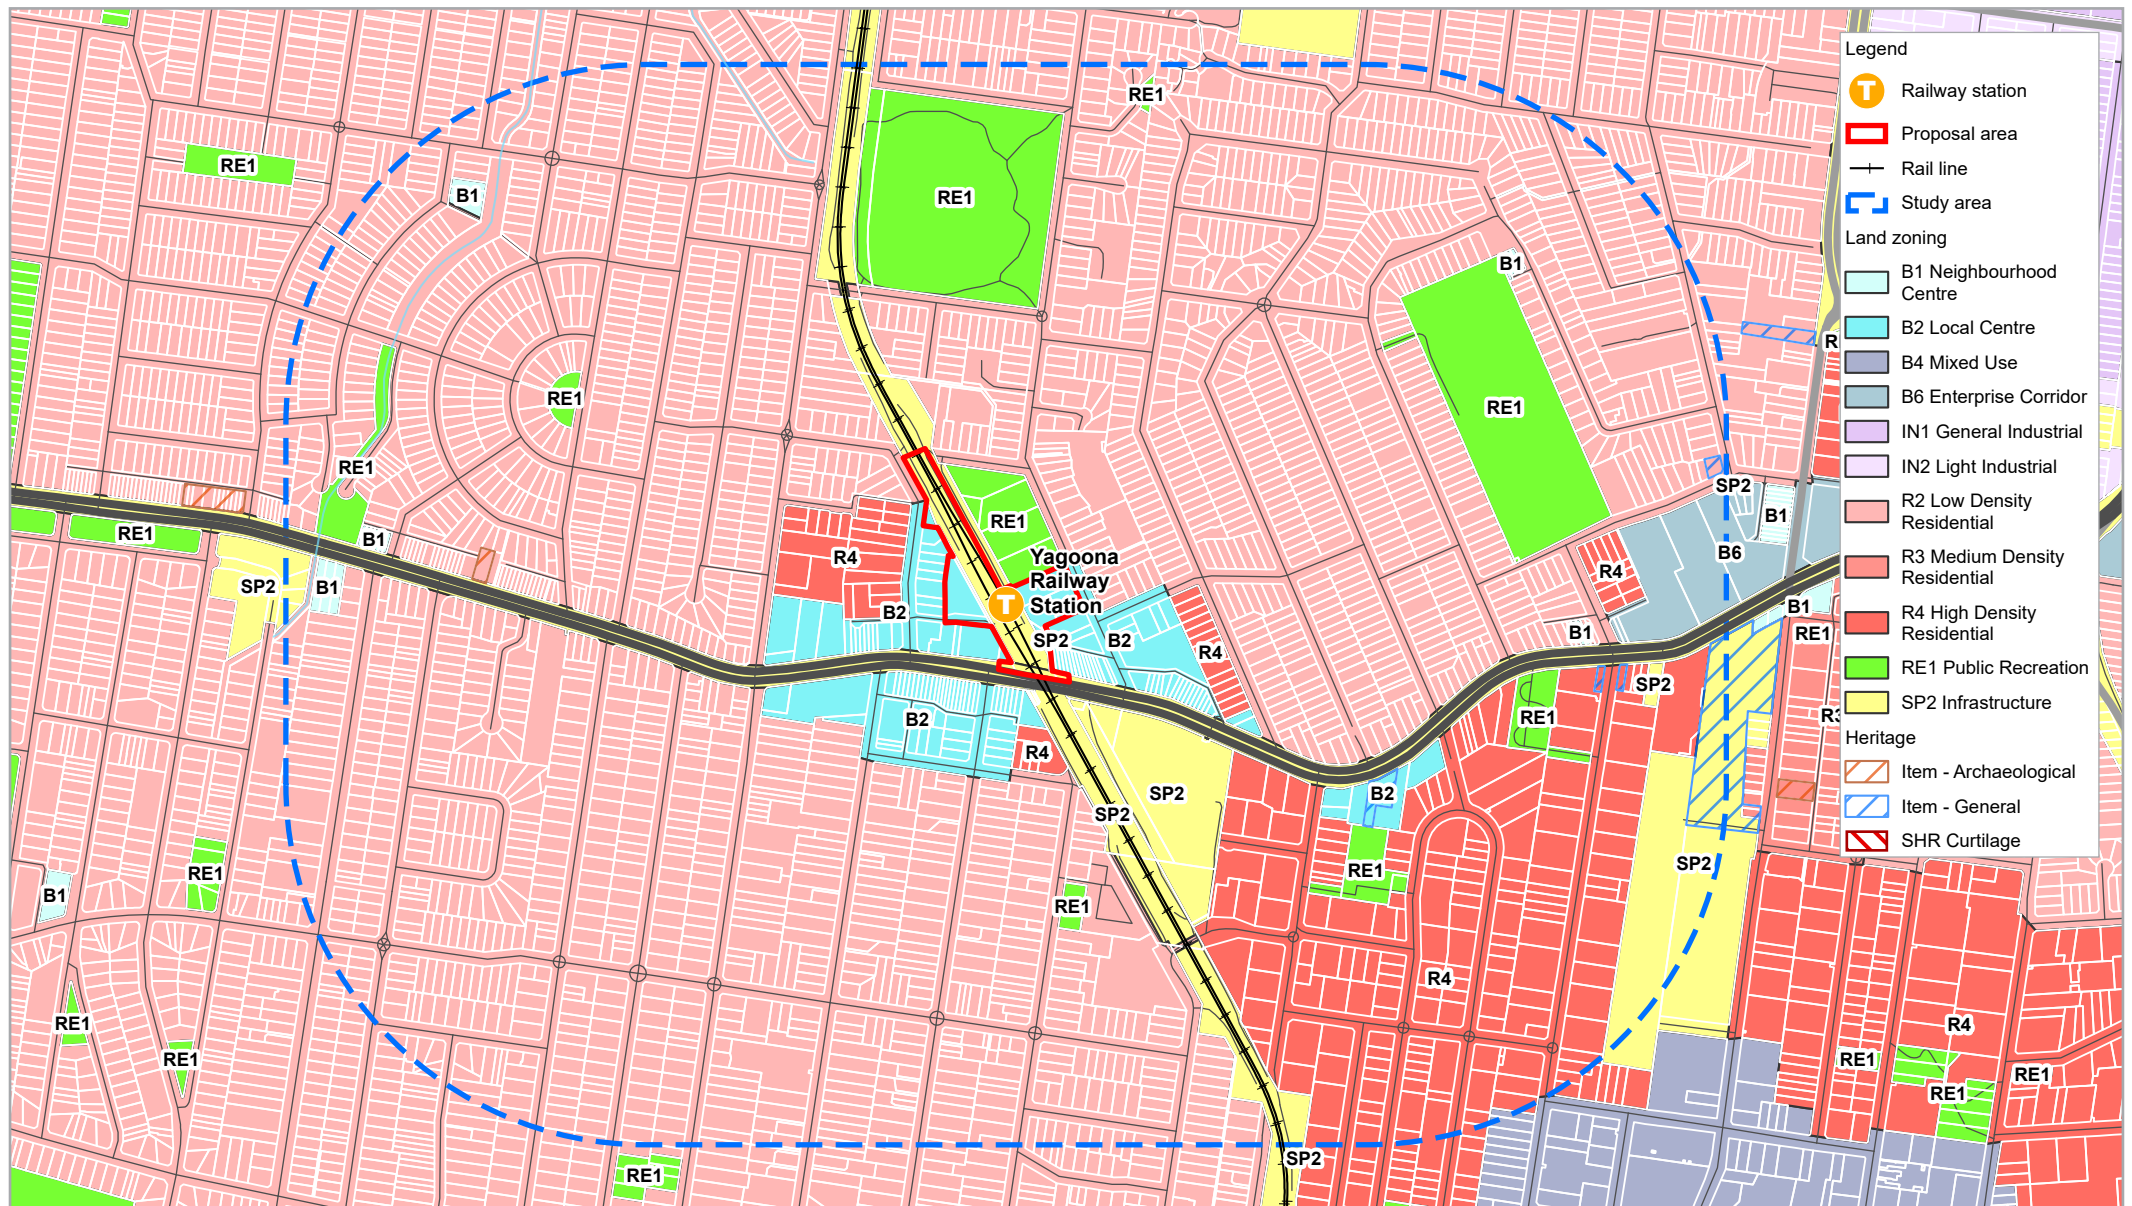 Legend
Railway station
Proposal area
Rail line
Study area
Land zoning
B1 Neighbourhood
Centre
B2 Local Centre
B4 Mixed Use
B6 Enterprise Corridor
IN1 General Industrial
IN2 Light Industrial
R2 Low Density
Residential
R3 Medium Density
Residential
R4 High Density
Residential
RE1 Public Recreation
SP2 Infrastructure
Heritage
Item - Archaeological
Item - General
SHR Curtilage
RE1
RE1
B1
RE1
B1
RE1
RE1
RE1
SP2
B1
RE1
RE1
B1
B6
B1
SP2
B1
R4
R4
B2
Yagoona
Railway
Station
T
SP2
B2
R4
B1
B1
RE1
SP2
RE1
B2
R4
SP2
SP2
B2
RE1
SP2
RE1
B1
RE1
R4
R4
RE1
RE1
RE1
RE1
RE1
RE1
SP2